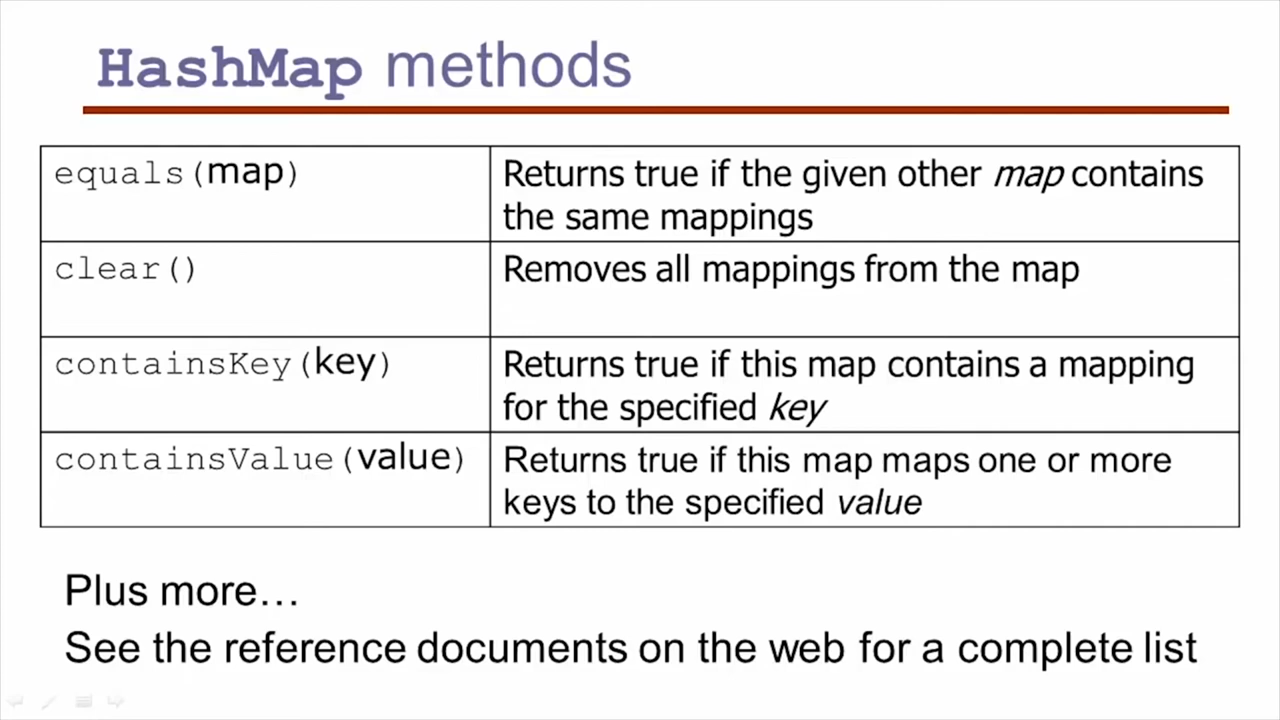 HashMap methods
equals(map)
Returns true if the given other map contains
the same mappings
clear()
Removes all mappings from the map
containsKey(key)
Returns true if this map contains a mapping
for the specified key
containsValue(value)
Returns true if this map maps one or more
keys to the specified value
Plus more…
See the reference documents on the web for a complete list